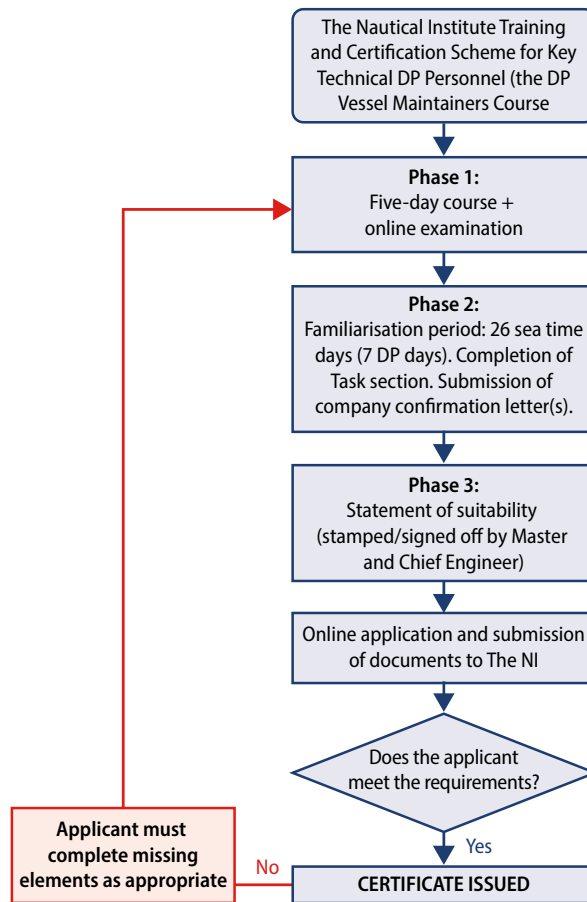 The Nautical Institute Training
and Certification Scheme for Key
Technical DP Personnel (the DP
Vessel Maintainers Course
Phase 1:
Five-day course +
online examination
Phase 2:
Familiarisation period: 26 sea time
days (7 DP days). Completion of
Task section. Submission of
company confirmation letter(s).
Phase 3:
Statement of suitability
(stamped/signed off by Master
and Chief Engineer)
Online application and submission
of documents to The NI
Does the applicant
meet the requirements?
Yes
No
CERTIFICATE ISSUED
Applicant must
complete missing
elements as appropriate